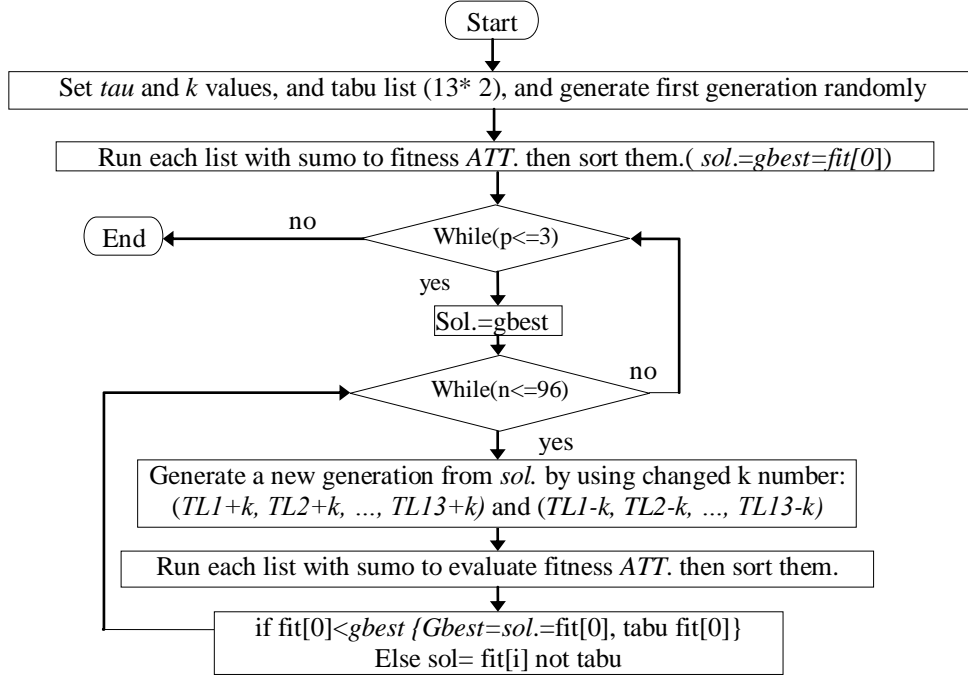 Start
Set tau and k values, and tabu list (13* 2), and generate first generation randomly
Run each list with sumo to fitness ATT. then sort them.( sol.=gbest=fit[0])
no
End
While(p<=3)
yes
Sol.=gbest
no
While(n<=96)
yes
Generate a new generation from sol. by using changed k number:
(TL1+k, TL2+k, ..., TL13+k) and (TL1-k, TL2-k, ..., TL13-k)
Run each list with sumo to evaluate fitness ATT. then sort them.
if fit[0]<gbest {Gbest=sol.=fit[0], tabu fit[0]}
Else sol= fit[i] not tabu